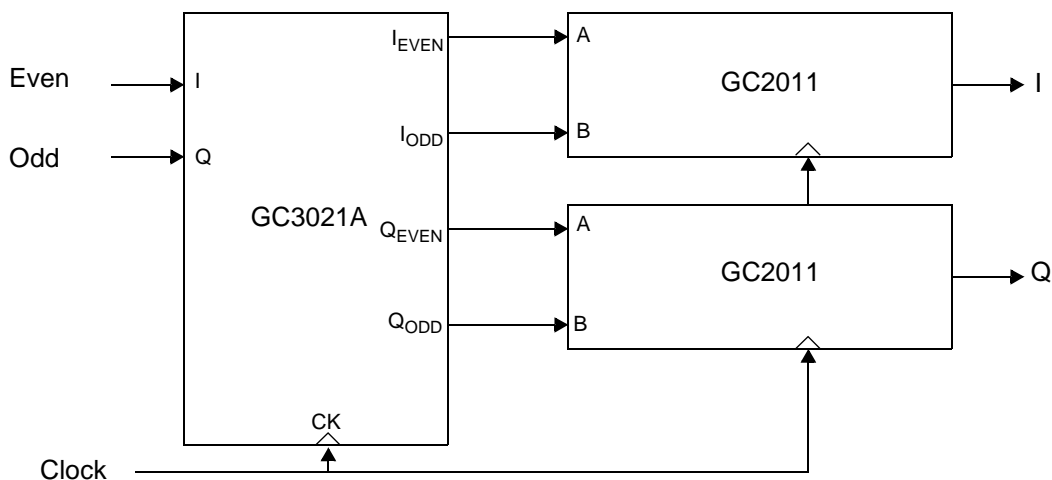 Even
Odd
Clock
I
Q
GC3021A
CK
I_EVEN
I_ODD
Q_EVEN
Q_ODD
A
B
GC2011
I
A
B
GC2011
Q